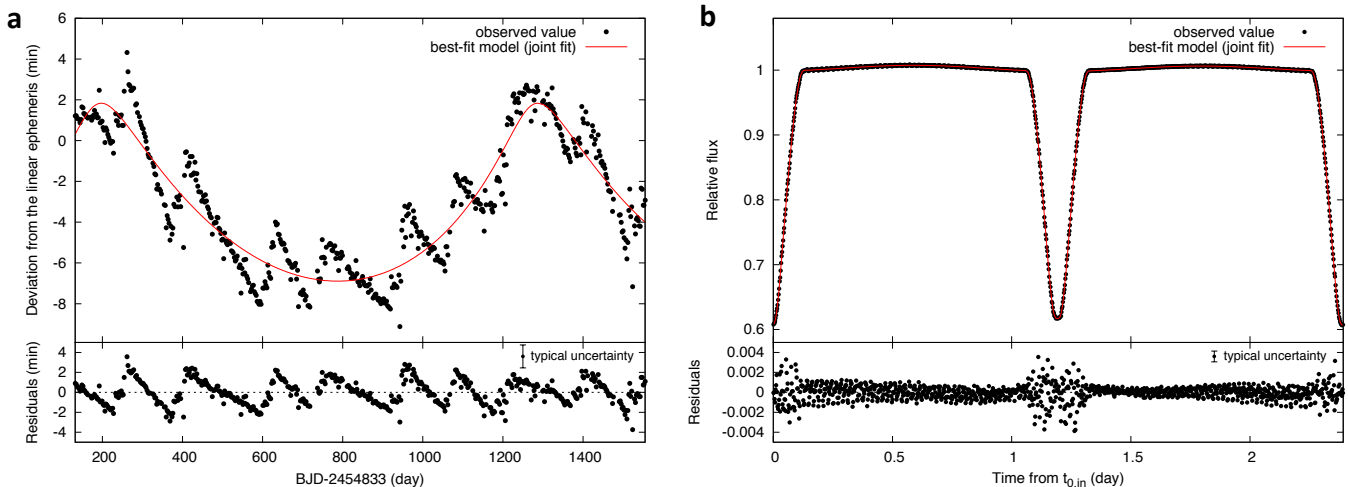 a
observed value
best-fit model (joint fit)
Deviation from the linear ephemeris (min)
6
4
2
0
-2
-4
-6
-8
typical uncertainty
Residuals (min)
4
2
0
-2
-4
200 400 600 800 1000 1200 1400
BJD-2454833 (day)
b
observed value
best-fit model (joint fit)
Relative flux
1
0.9
0.8
0.7
0.6
typical uncertainty
Residuals
0.004
0.002
0
-0.002
-0.004
0 0.5 1 1.5 2
Time from t0,in (day)